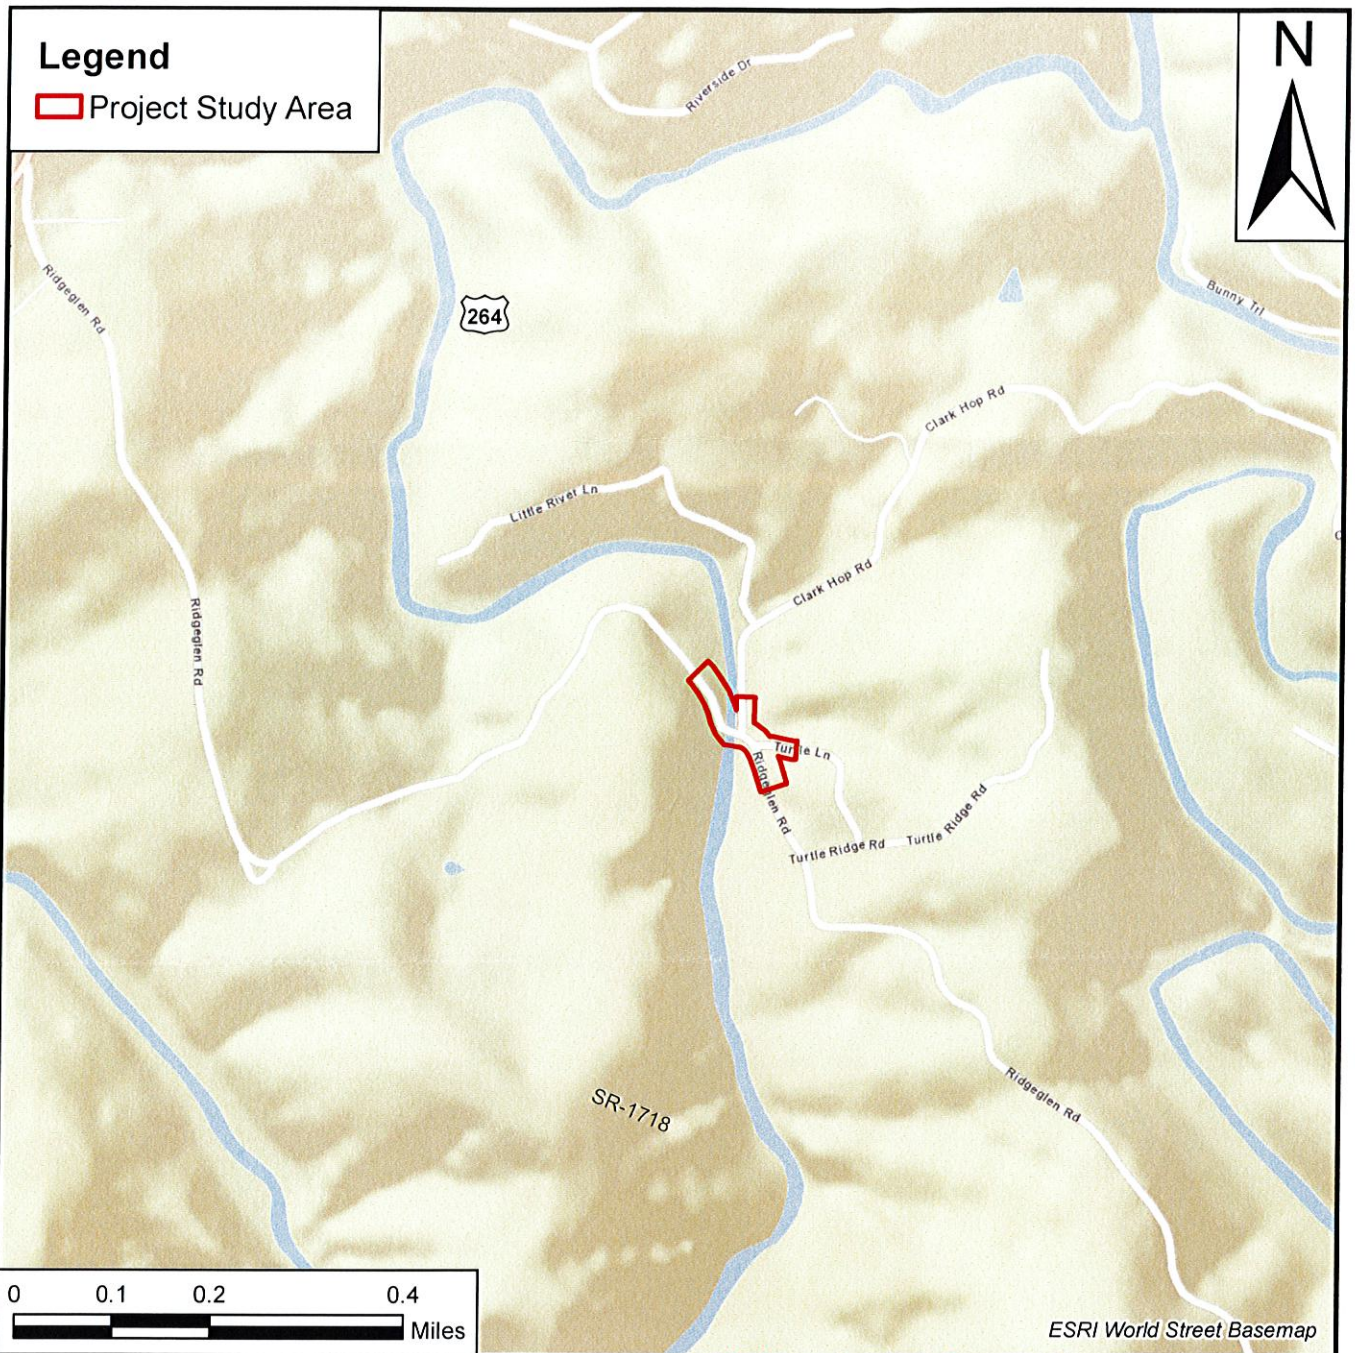 Legend
Project Study Area
N
Riverside Dr
Ridgeglen Rd
264
Bunny Trl
Clark Hop Rd
Little River Ln
Clark Hop Rd
Ridgeglen Rd
Turtle Ln
Ridgeglen Rd
Turtle Ridge Rd
Turtle Ridge Rd
Ridgeglen Rd
SR-1718
0 0.1 0.2 0.4
Miles
ESRI World Street Basemap